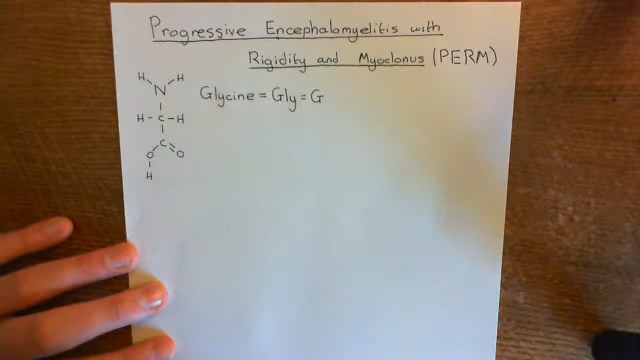 Progressive Encephalomyelitis with
Rigidity and Myoclonus (PERM)
H H
N
Glycine = Gly = G
H - C - H
C
O O
H